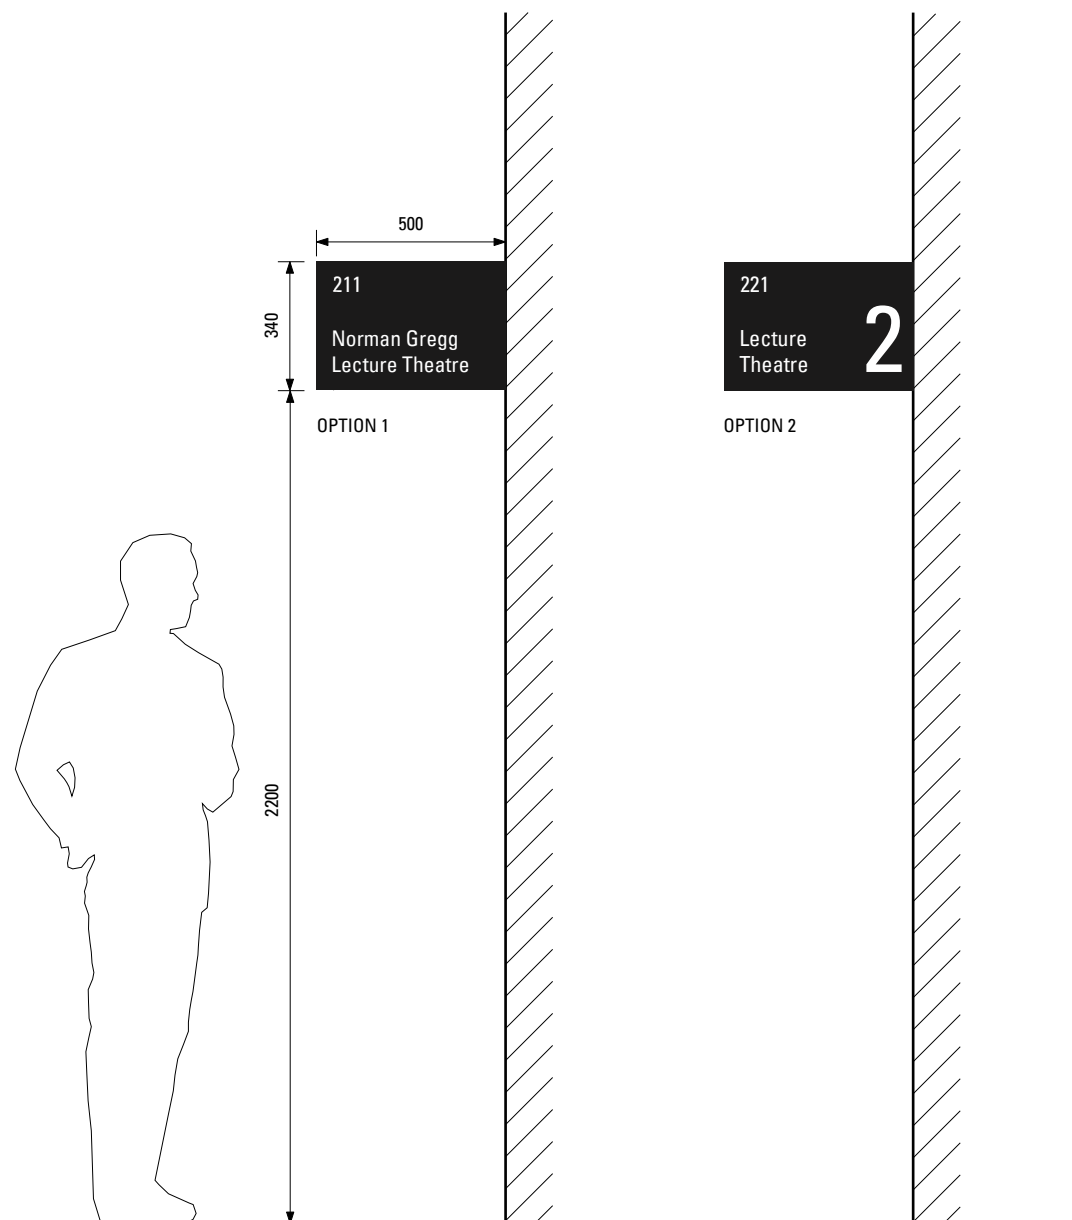 500
340
211
Norman Gregg
Lecture Theatre
OPTION 1
221
Lecture
Theatre
2
OPTION 2
2200